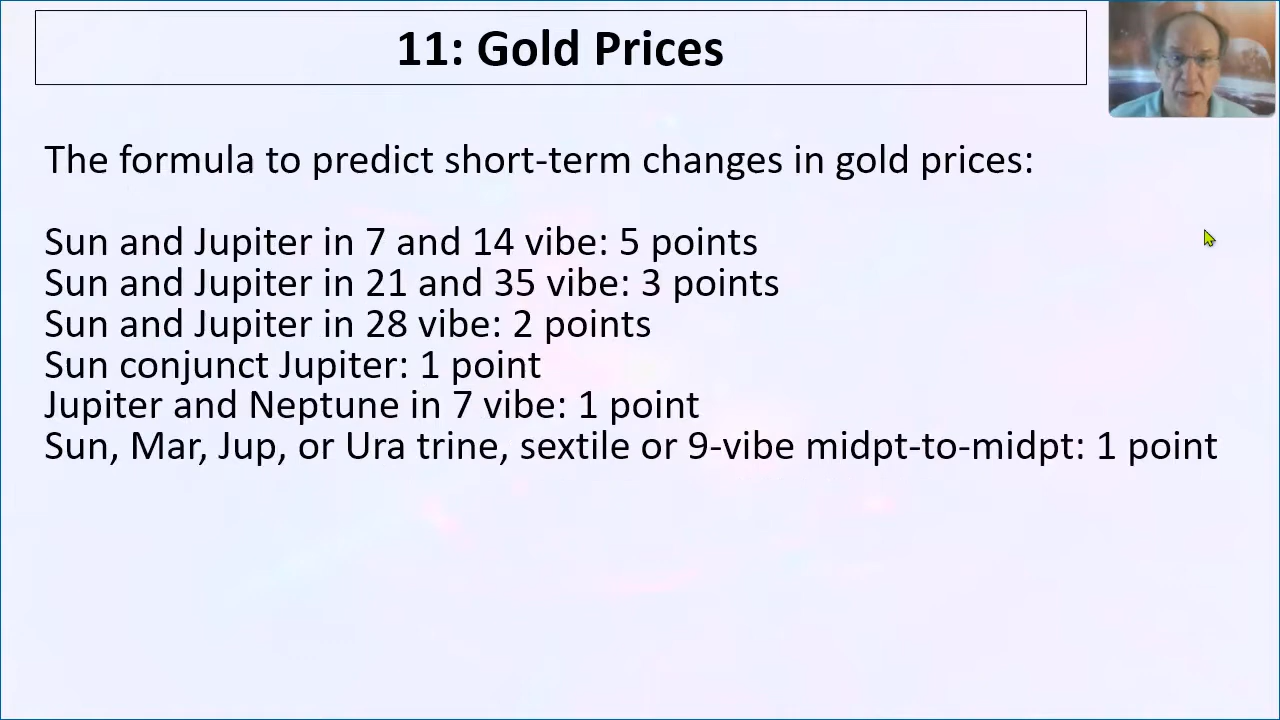 11: Gold Prices
The formula to predict short-term changes in gold prices:
Sun and Jupiter in 7 and 14 vibe: 5 points
Sun and Jupiter in 21 and 35 vibe: 3 points
Sun and Jupiter in 28 vibe: 2 points
Sun conjunct Jupiter: 1 point
Jupiter and Neptune in 7 vibe: 1 point
Sun, Mar, Jup, or Ura trine, sextile or 9-vibe midpt-to-midpt: 1 point